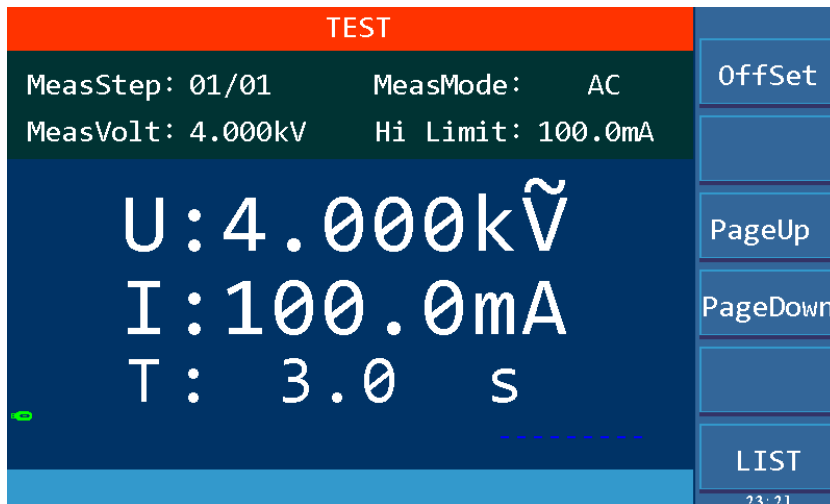 TEST
MeasStep: 01/01 MeasMode: AC
MeasVolt: 4.000kV Hi Limit: 100.0mA
U:4.000kṼ
I:100.0mA
T: 3.0 s
---------
OffSet
PageUp
PageDown
LIST
23:21